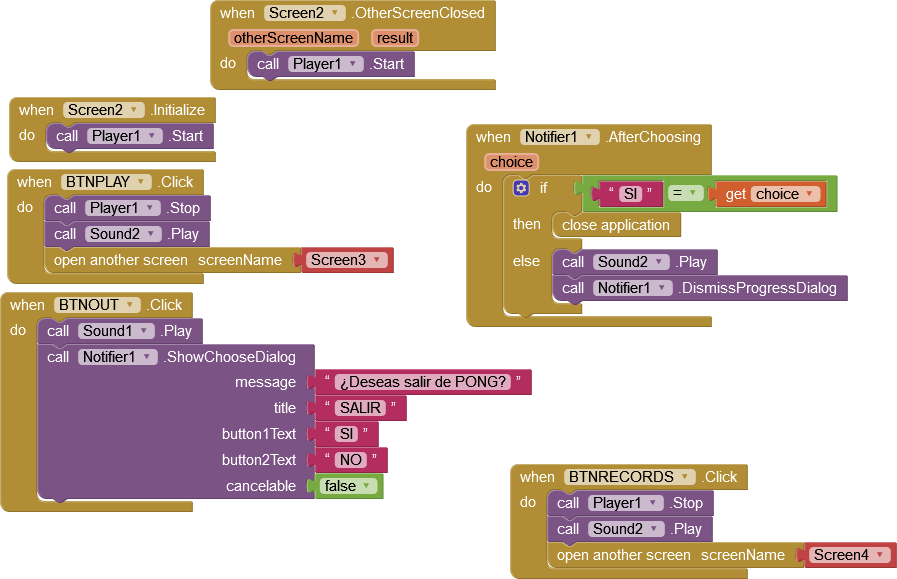 when Screen2 .OtherScreenClosed
otherScreenName result
do call Player1 .Start
when Screen2 .Initialize
do call Player1 .Start
when BTNPLAY .Click
do call Player1 .Stop
call Sound2 .Play
open another screen screenName Screen3
when BTNOUT .Click
do call Sound1 .Play
call Notifier1 .ShowChooseDialog
message “ ¿Deseas salir de PONG? ”
title “ SALIR ”
button1Text “ SI ”
button2Text “ NO ”
cancelable false
when Notifier1 .AfterChoosing
choice
do if “ SI ” = get choice
then close application
else call Sound2 .Play
call Notifier1 .DismissProgressDialog
when BTNRECORDS .Click
do call Player1 .Stop
call Sound2 .Play
open another screen screenName Screen4